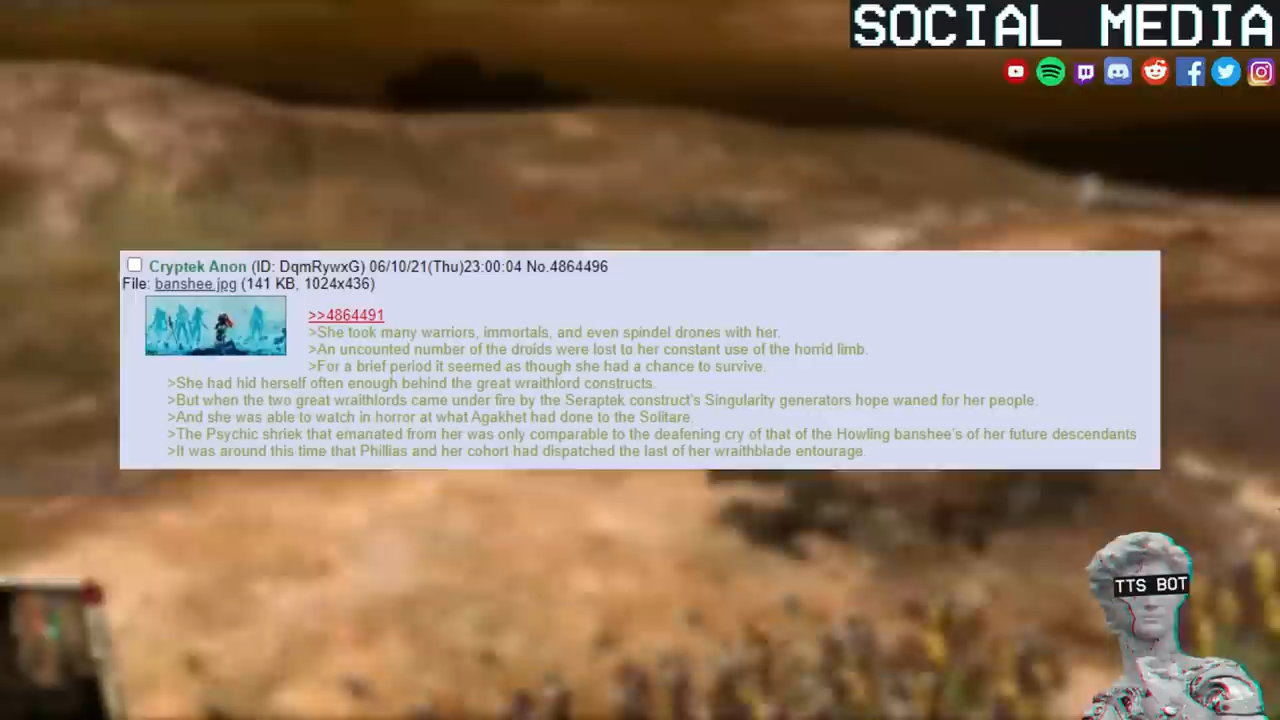 SOCIAL MEDIA
Cryptek Anon (ID: DqmRywxG) 06/10/21(Thu)23:00:04 No.4864496
File: banshee.jpg (141 KB, 1024x436)
>>4864491
>She took many warriors, immortals, and even spindel drones with her.
>An uncounted number of the droids were lost to her constant use of the horrid limb.
>For a brief period it seemed as though she had a chance to survive.
>She had hid herself often enough behind the great wraithlord constructs.
>But when the two great wraithlords came under fire by the Seraptek construct's Singularity generators hope waned for her people.
>And she was able to watch in horror at what Agakhet had done to the Solitare.
>The Psychic shriek that emanated from her was only comparable to the deafening cry of that of the Howling banshee's of her future descendants
>It was around this time that Phillias and her cohort had dispatched the last of her wraithblade entourage.
TTS BOT